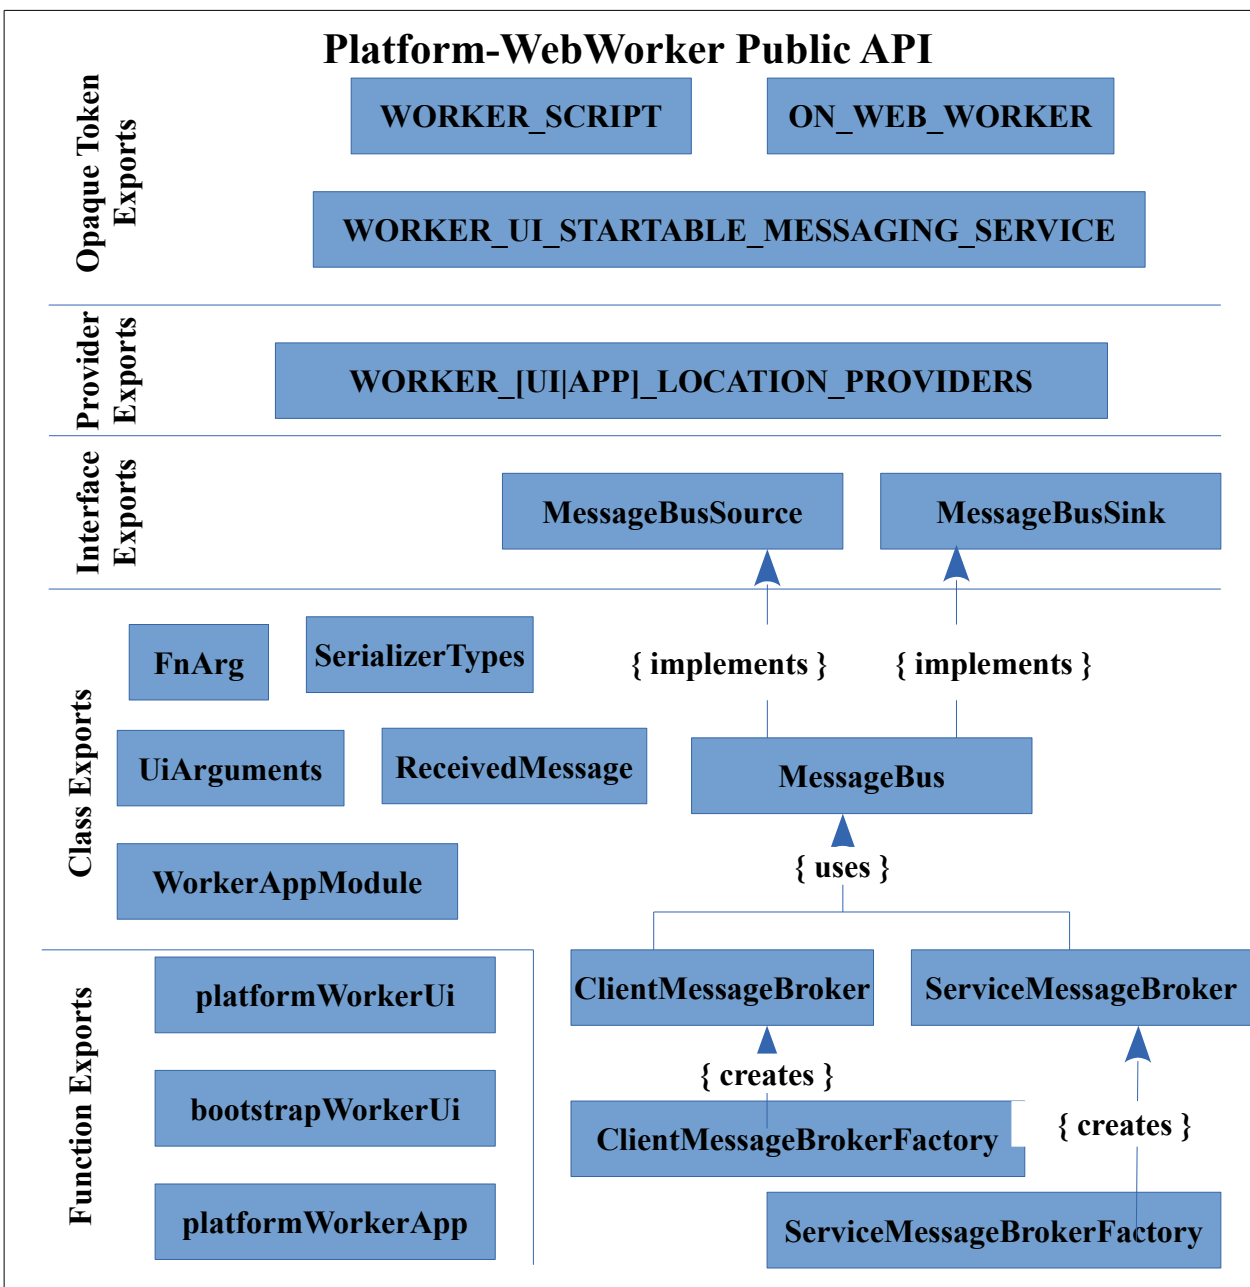 Platform-WebWorker Public API
Opaque Token
Exports
WORKER_SCRIPT
ON_WEB_WORKER
WORKER_UI_STARTABLE_MESSAGING_SERVICE
Provider
Exports
WORKER_[UI|APP]_LOCATION_PROVIDERS
Interface
Exports
MessageBusSource
MessageBusSink
Class Exports
FnArg
SerializerTypes
{ implements }
{ implements }
UiArguments
ReceivedMessage
MessageBus
WorkerAppModule
{ uses }
Function Exports
platformWorkerUi
ClientMessageBroker
ServiceMessageBroker
{ creates }
bootstrapWorkerUi
ClientMessageBrokerFactory
{ creates }
platformWorkerApp
ServiceMessageBrokerFactory